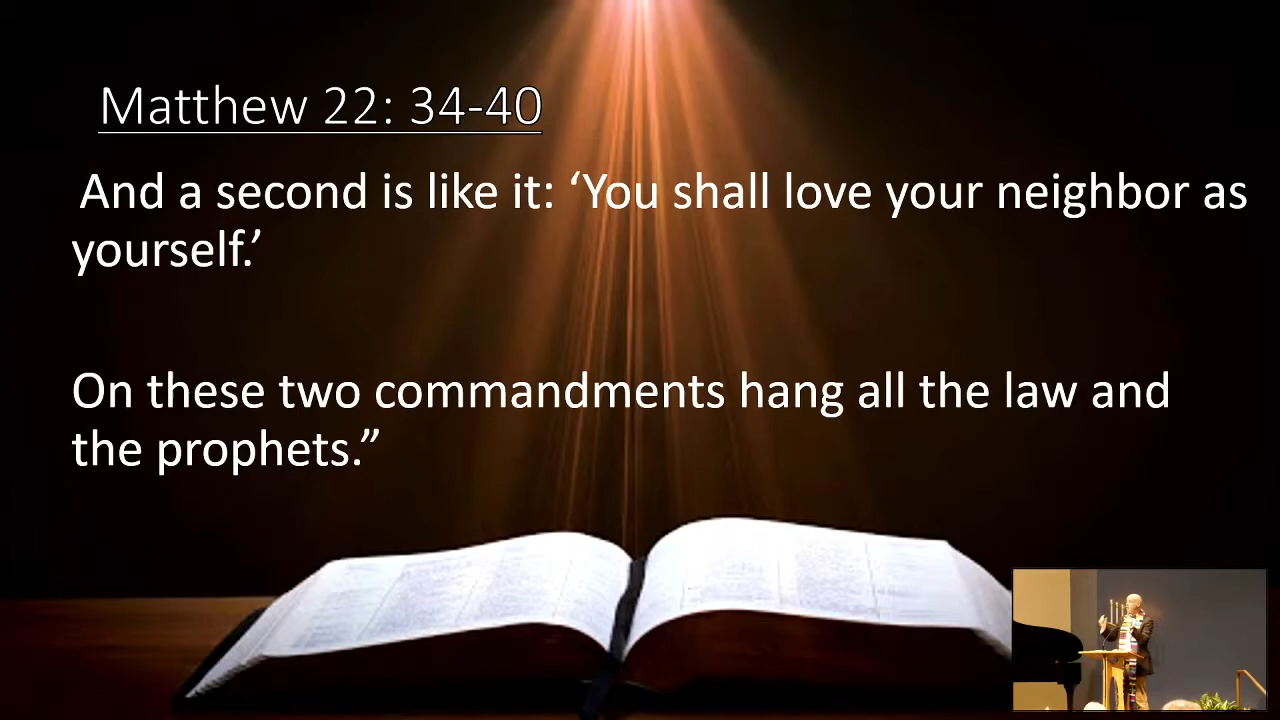 Matthew 22: 34-40
And a second is like it: ‘You shall love your neighbor as
yourself.’
On these two commandments hang all the law and
the prophets.”